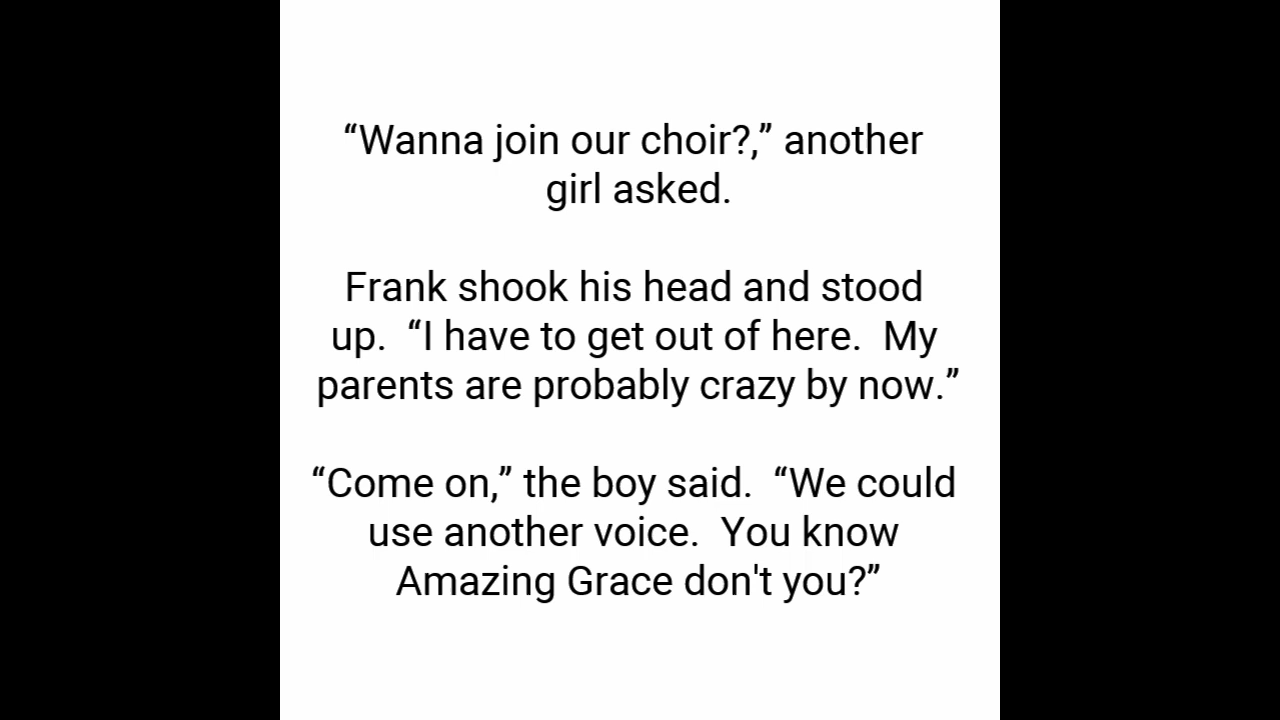 “Wanna join our choir?,” another
girl asked.
Frank shook his head and stood
up.  “I have to get out of here.  My
parents are probably crazy by now.”
“Come on,” the boy said.  “We could
use another voice.  You know
Amazing Grace don't you?”